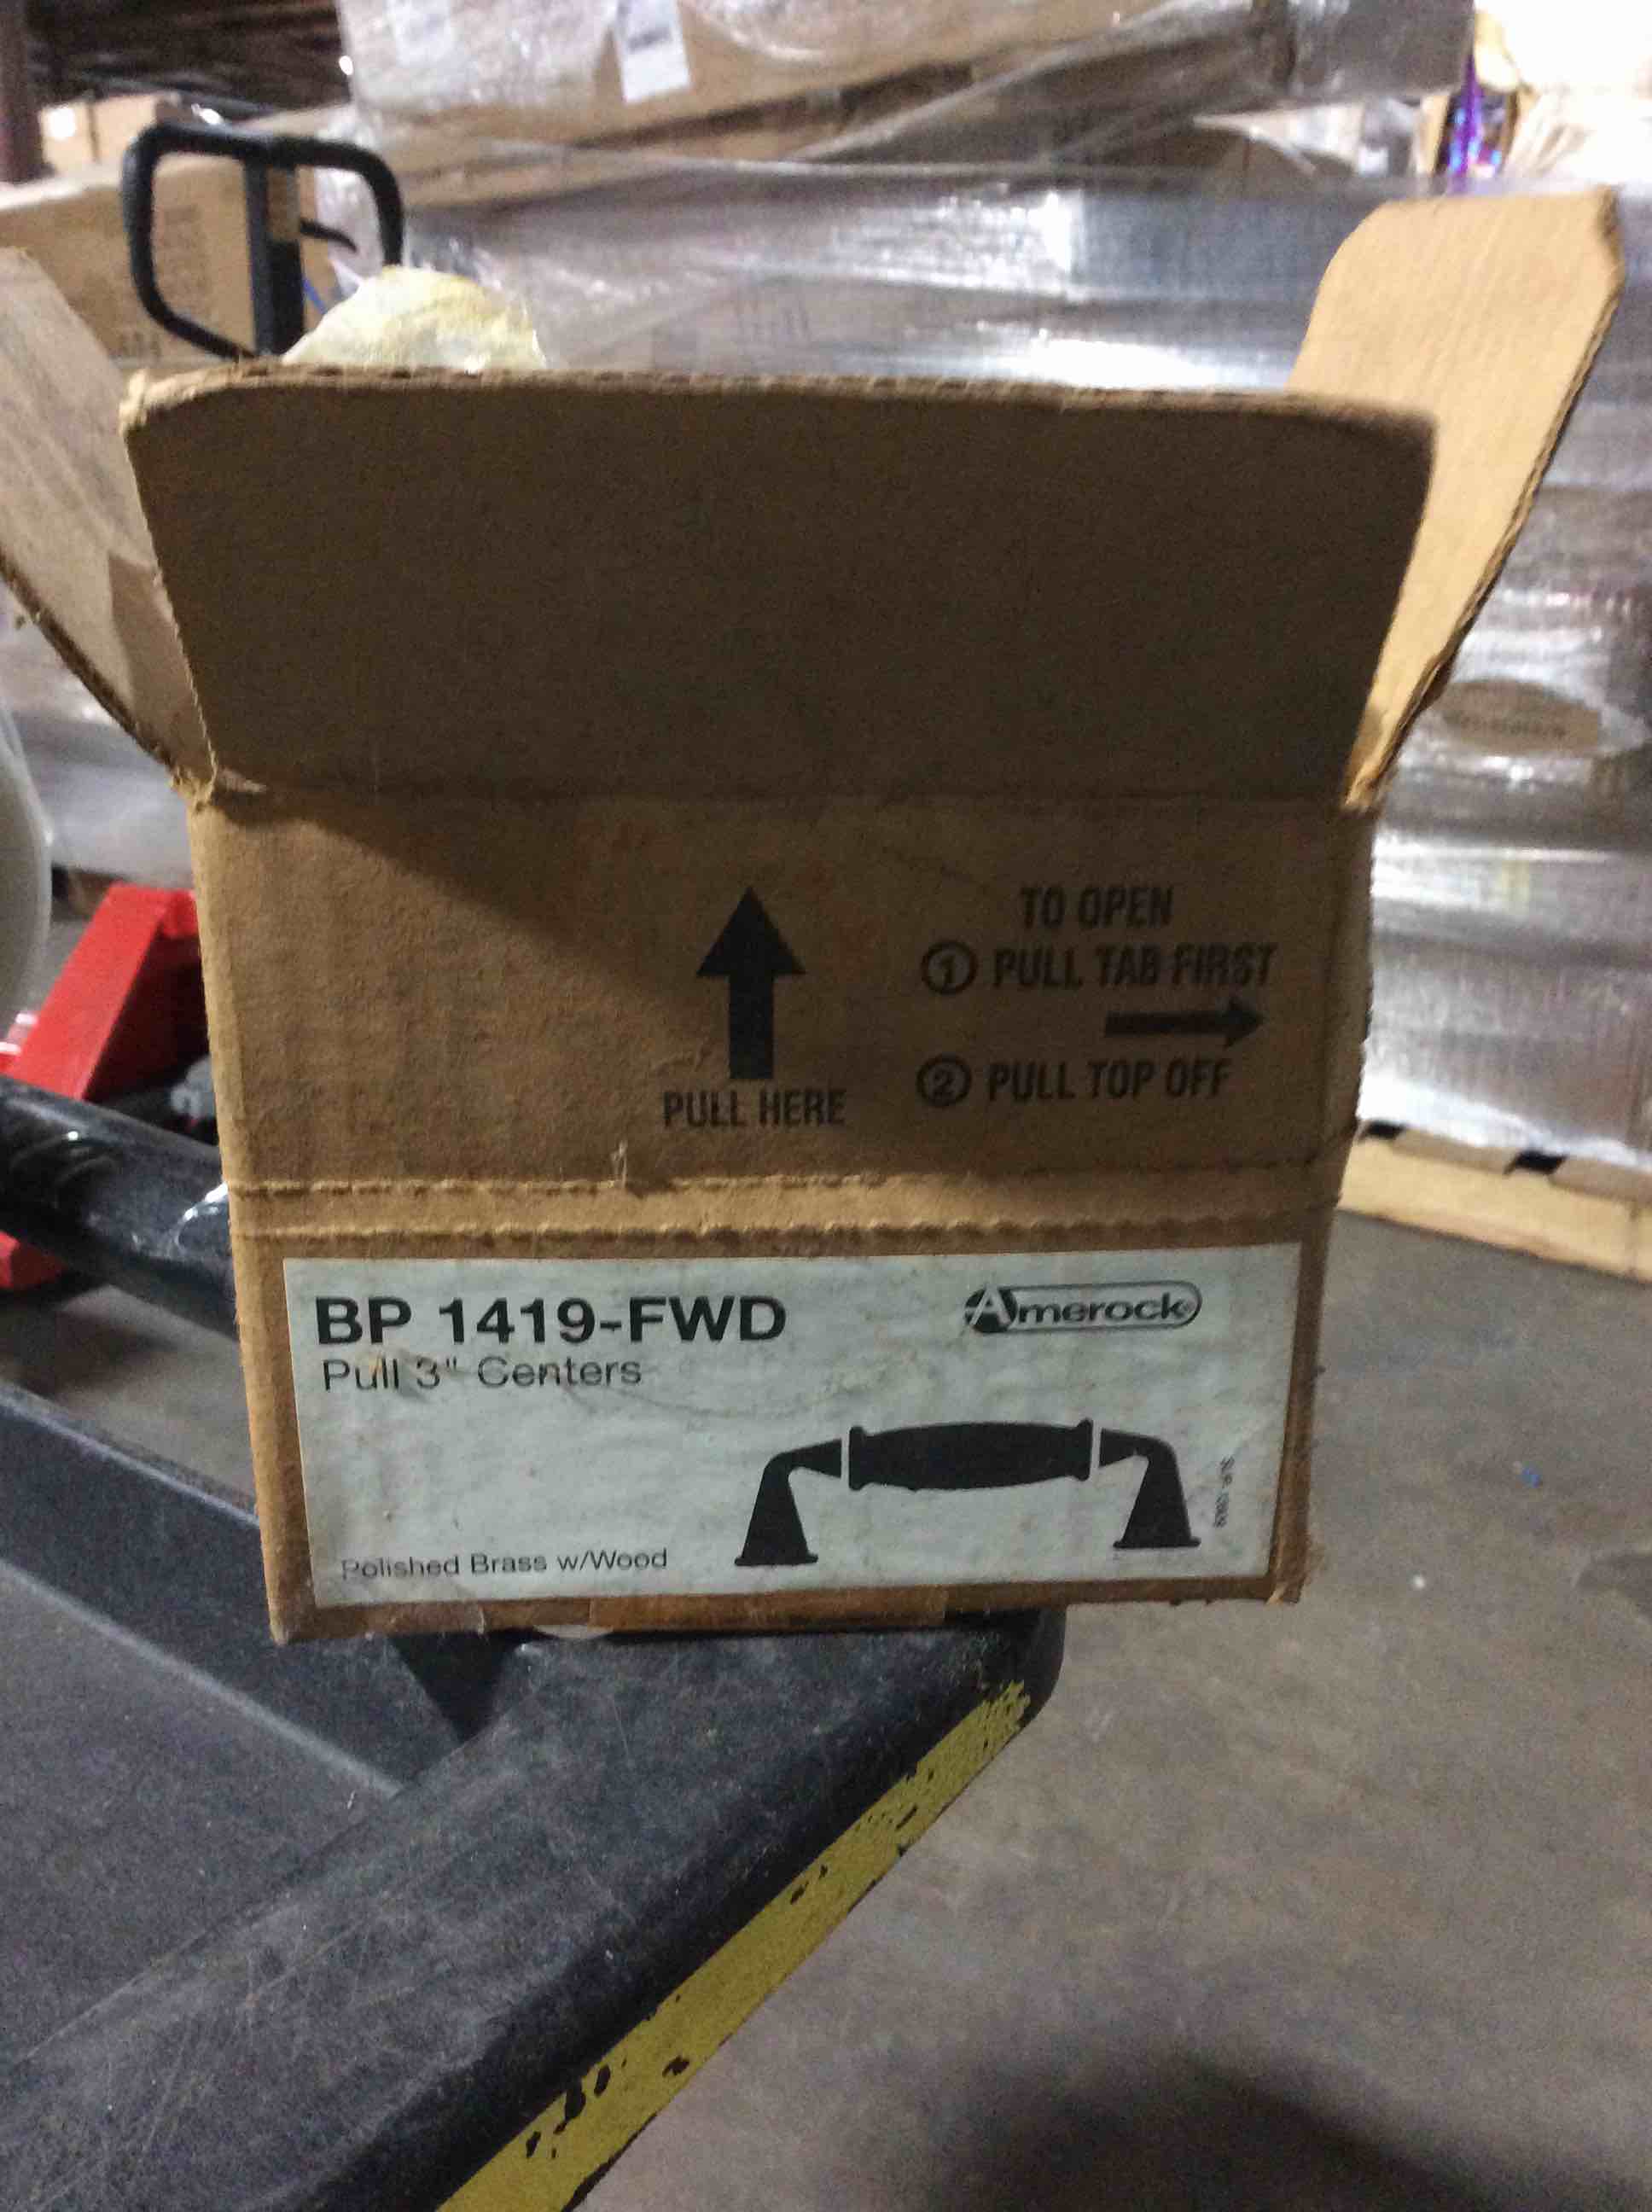 TO OPEN
① PULL TAB FIRST
② PULL TOP OFF
PULL HERE
BP 1419-FWD
Amerock®
Pull 3" Centers
Polished Brass w/Wood